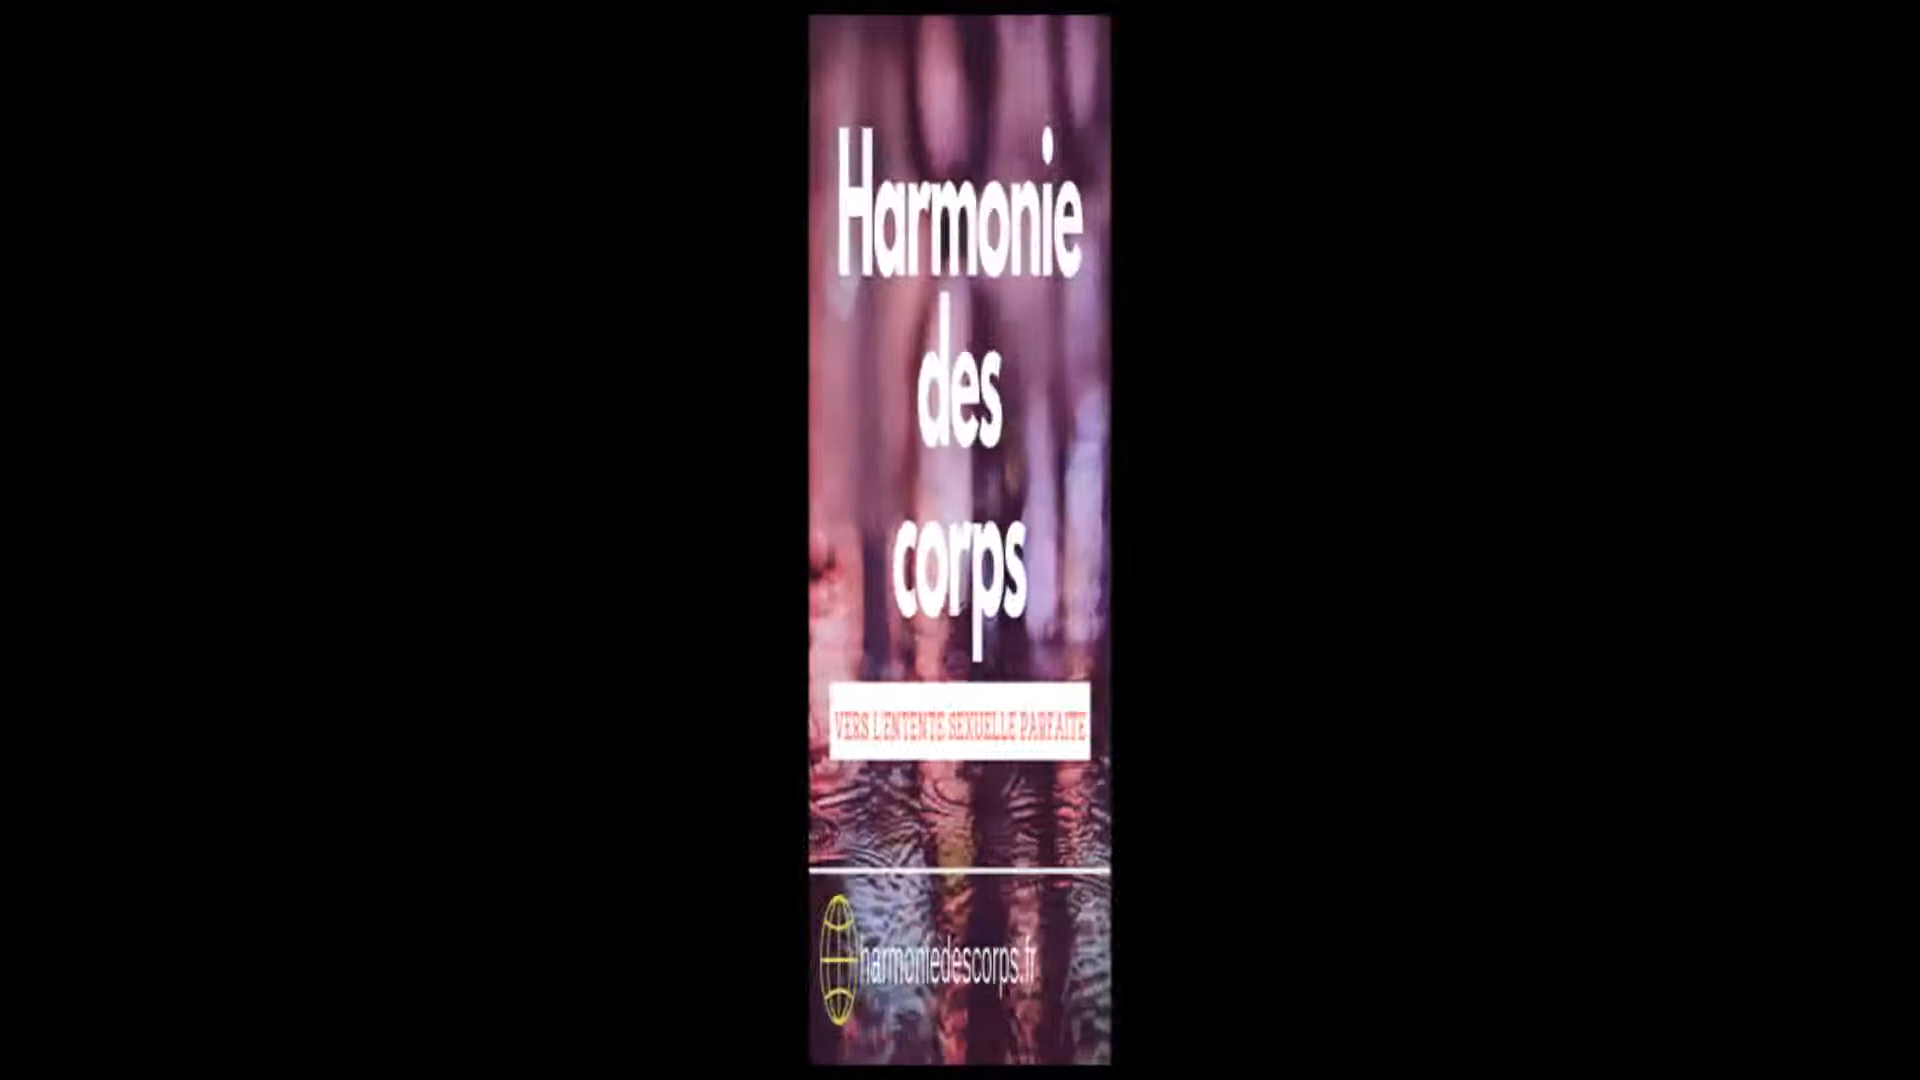 Harmonie
des
corps
VERS L'ENTENTE SEXUELLE PARFAITE
harmoniedescorps.fr